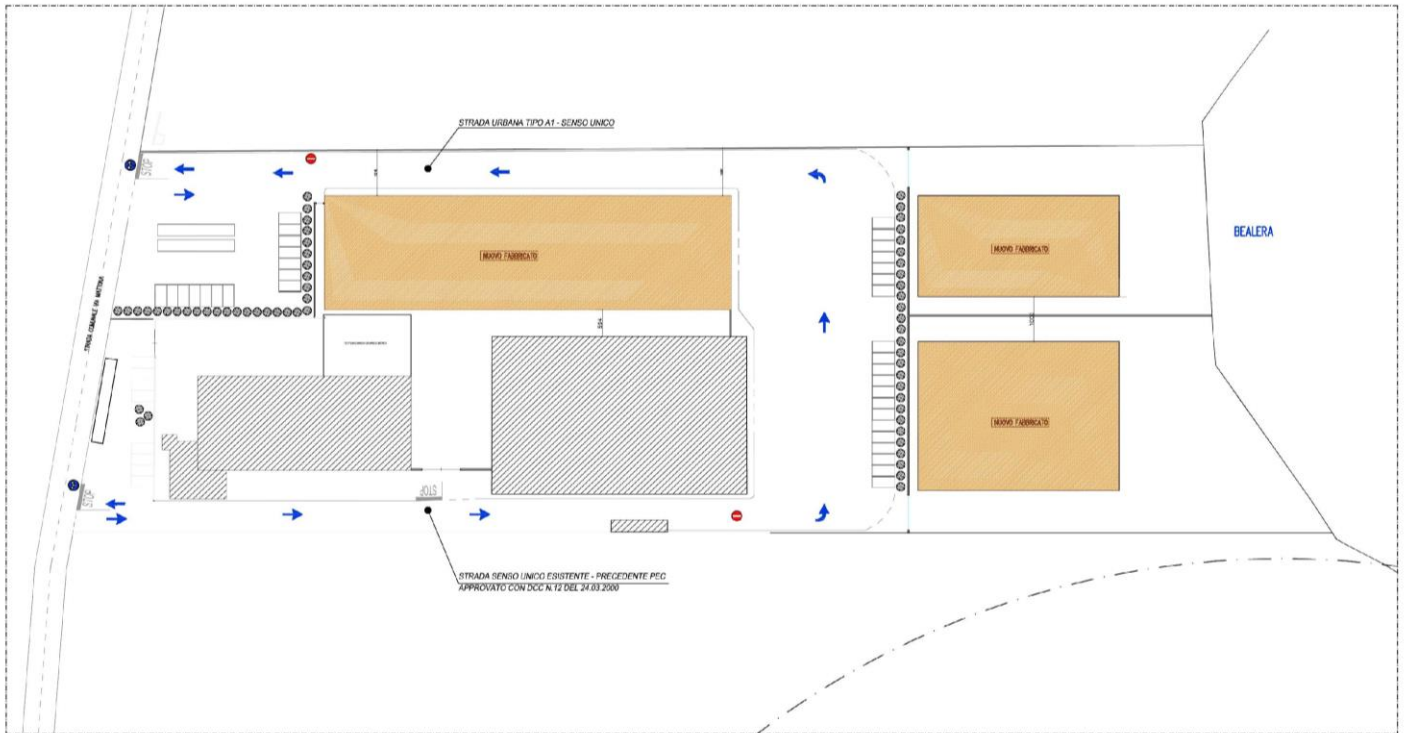 STRADA URBANA TIPO A1 - SENSO UNICO
STOP
NUOVO FABBRICATO
NUOVO FABBRICATO
BEALERA
NUOVO FABBRICATO
STOP
STOP
STRADA SENSO UNICO ESISTENTE - PRECEDENTE PEC
APPROVATO CON DCC N.12 DEL 24.03.2000